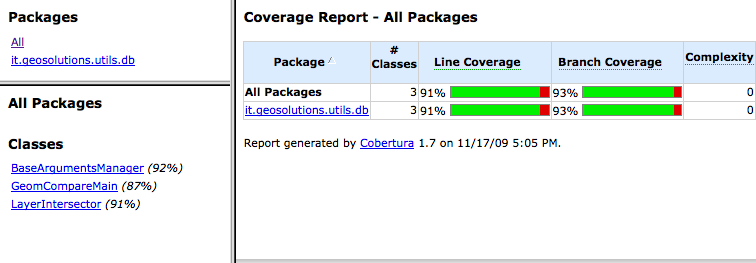 Packages
All
it.geosolutions.utils.db
All Packages
Classes
BaseArgumentsManager (92%)
GeomCompareMain (87%)
LayerIntersector (91%)
Coverage Report - All Packages
Package # Classes Line Coverage Branch Coverage Complexity
All Packages 3 91% 93% 0
it.geosolutions.utils.db 3 91% 93% 0
Report generated by Cobertura 1.7 on 11/17/09 5:05 PM.